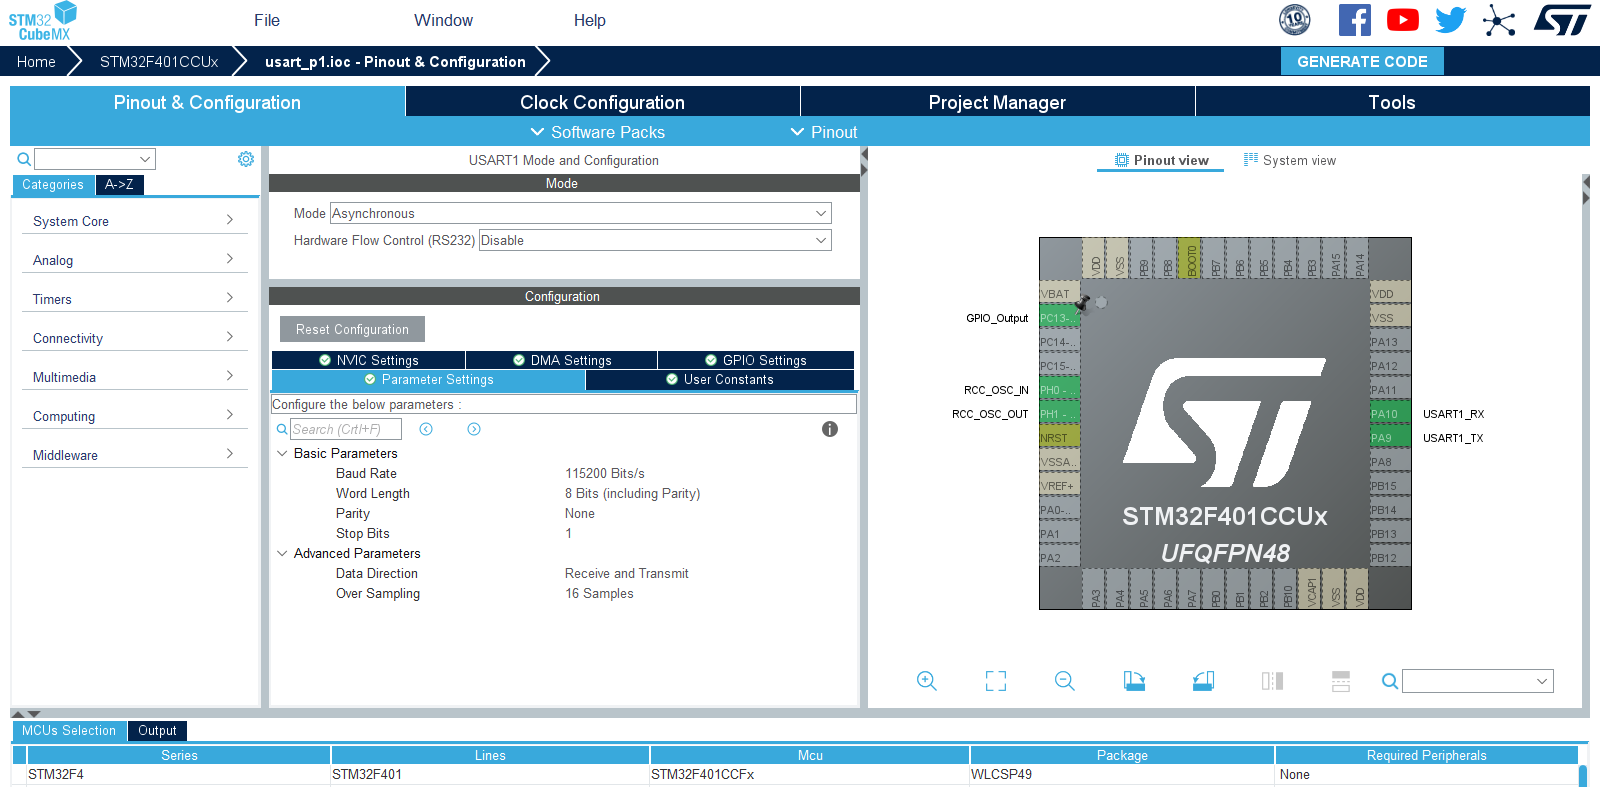 STM32
CubeMX
File Window Help
10 YEARS
Home STM32F401CCUx usart_p1.ioc - Pinout & Configuration GENERATE CODE
Pinout & Configuration Clock Configuration Project Manager Tools
Software Packs Pinout
USART1 Mode and Configuration
Categories A->Z
System Core
Analog
Timers
Connectivity
Multimedia
Computing
Middleware
Mode
Mode Asynchronous
Hardware Flow Control (RS232) Disable
Configuration
Reset Configuration
NVIC Settings DMA Settings GPIO Settings
Parameter Settings User Constants
Configure the below parameters :
Search (Crtl+F)
Basic Parameters
Baud Rate 115200 Bits/s
Word Length 8 Bits (including Parity)
Parity None
Stop Bits 1
Advanced Parameters
Data Direction Receive and Transmit
Over Sampling 16 Samples
Pinout view System view
VDD VSS PB9 PB8 BOOT0 PB7 PB6 PB5 PB4 PB3 PA15 PA14
VBAT VDD
GPIO_Output PC13-.. VSS
PC14-.. PA13
PC15-.. PA12
RCC_OSC_IN PH0 - .. PA11
RCC_OSC_OUT PH1 - .. PA10 USART1_RX
NRST PA9 USART1_TX
VSSA.. PA8
VREF+ PB15
PA0-.. PB14
PA1 PB13
PA2 PB12
ST
STM32F401CCUx
UFQFPN48
PA3 PA4 PA5 PA6 PA7 PB0 PB1 PB2 PB10 VCAP1 VSS VDD
MCUs Selection Output
Series Lines Mcu Package Required Peripherals
STM32F4 STM32F401 STM32F401CCFx WLCSP49 None